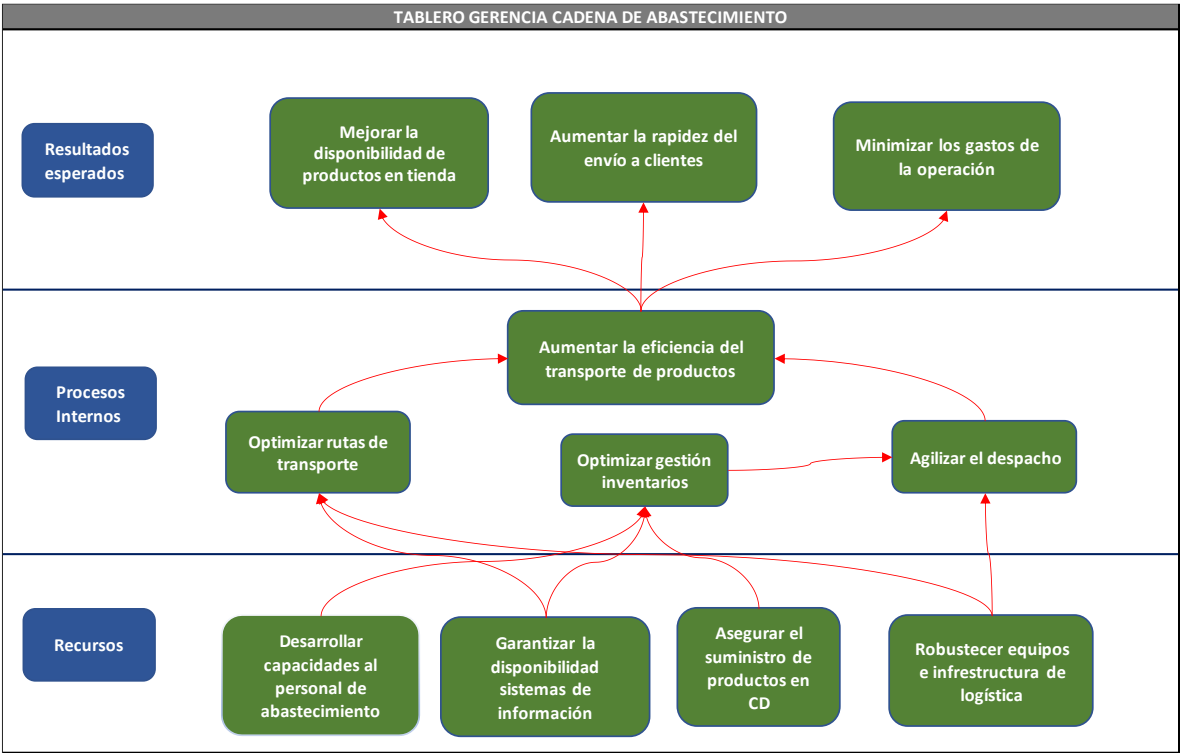 TABLERO GERENCIA CADENA DE ABASTECIMIENTO
Resultados
esperados
Mejorar la
disponibilidad de
productos en tienda
Aumentar la rapidez del
envío a clientes
Minimizar los gastos de
la operación
Procesos
Internos
Aumentar la eficiencia del
transporte de productos
Optimizar rutas de
transporte
Optimizar gestión
inventarios
Agilizar el despacho
Recursos
Desarrollar
capacidades al
personal de
abastecimiento
Garantizar la
disponibilidad
sistemas de
información
Asegurar el
suministro de
productos en
CD
Robustecer equipos
e infrestructura de
logística